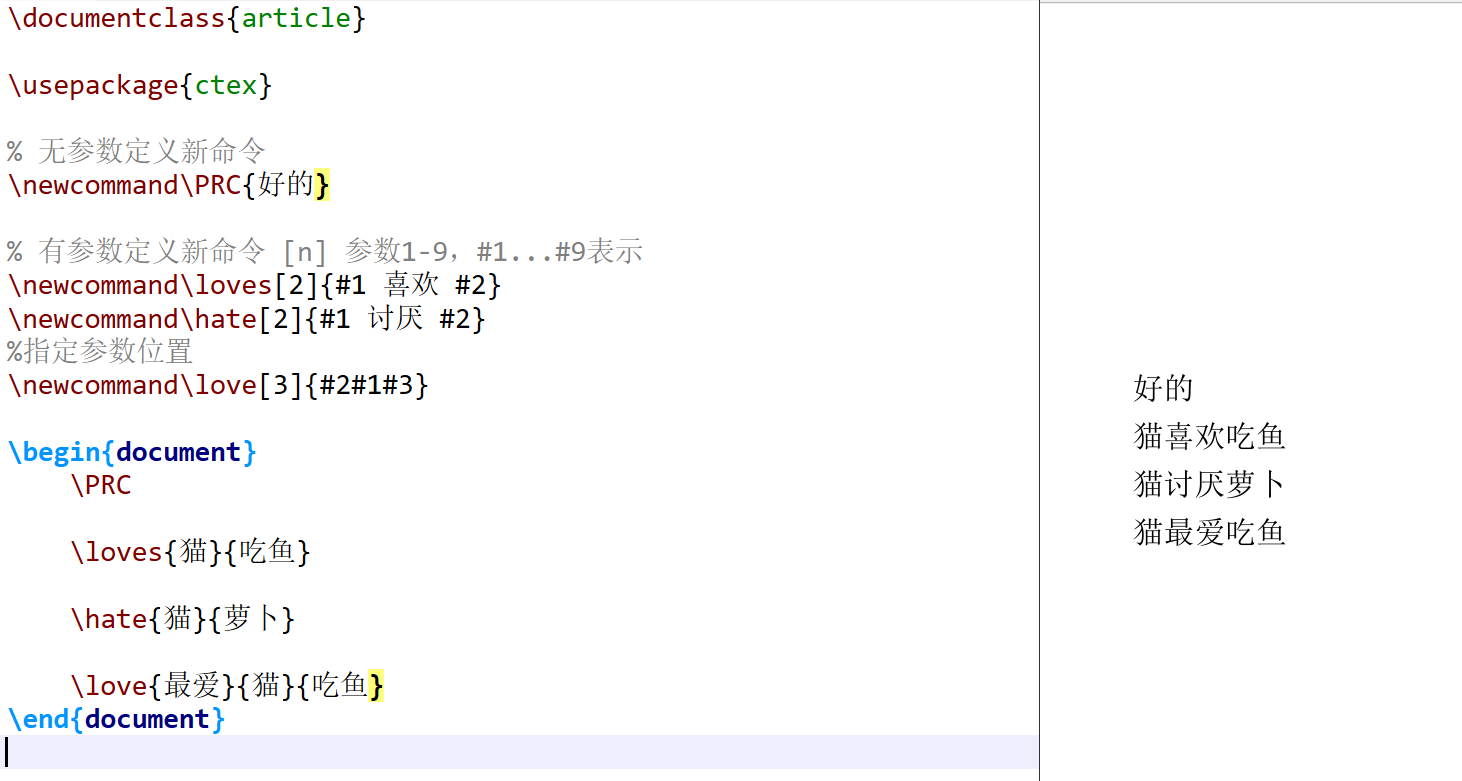 \documentclass{article}
\usepackage{ctex}
% 无参数定义新命令
\newcommand\PRC{好的}
% 有参数定义新命令 [n] 参数1-9，#1...#9表示
\newcommand\loves[2]{#1 喜欢 #2}
\newcommand\hate[2]{#1 讨厌 #2}
%指定参数位置
\newcommand\love[3]{#2#1#3}
\begin{document}
\PRC
\loves{猫}{吃鱼}
\hate{猫}{萝卜}
\love{最爱}{猫}{吃鱼}
\end{document}
好的
猫喜欢吃鱼
猫讨厌萝卜
猫最爱吃鱼